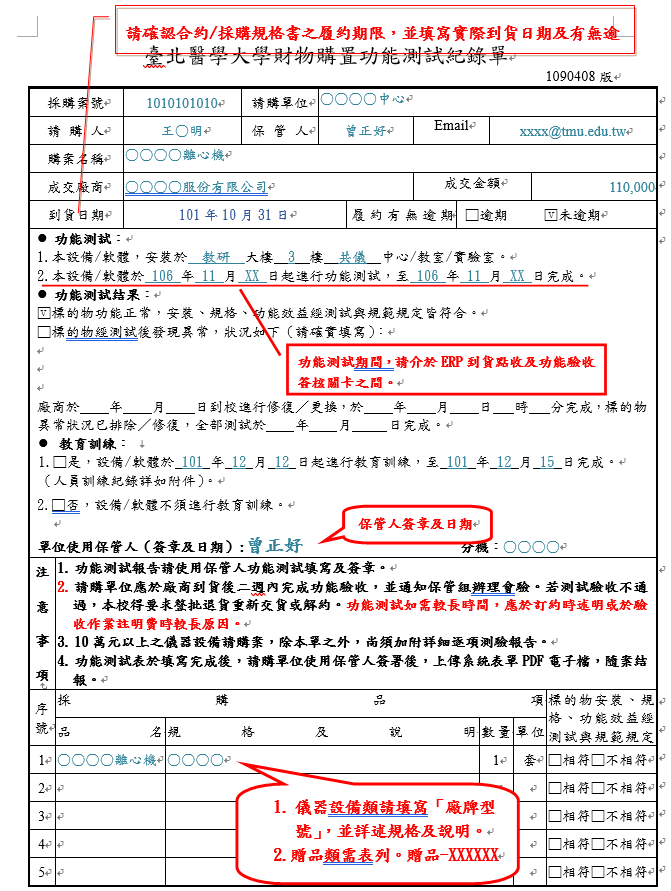 請確認合約/採購規格書之履約期限，並填寫實際到貨日期及有無逾
臺北醫學大學財物購置功能測試紀錄單
1090408 版
採購案號 1010101010 請購單位 〇〇〇〇中心
請 購 人 王〇明 保 管 人 曾正好 Email xxxx@tmu.edu.tw
購案名稱 〇〇〇〇離心機
成交廠商 〇〇〇〇股份有限公司 成交金額 110,000
到貨日期 101 年 10 月 31 日 履約有無逾期 □逾期 ☑未逾期
● 功能測試：
1.本設備/軟體，安裝於 教研 大樓 3 樓 共儀 中心/教室/實驗室。
2.本設備/軟體於 106 年 11 月 XX 日起進行功能測試，至 106 年 11 月 XX 日完成。
● 功能測試結果：
☑標的物功能正常，安裝、規格、功能效益經測試與規範規定皆符合。
□標的物經測試後發現異常，狀況如下（請確實填寫）：
功能測試期間，請介於 ERP 到貨點收及功能驗收
簽核關卡之間。
廠商於____年____月____日到校進行修復／更換，於____年____月____日____時____分完成，標的物
異常狀況已排除／修復，全部測試於____年____月____日完成。
● 教育訓練：
1.□是，設備/軟體於 101 年 12 月 12 日起進行教育訓練，至 101 年 12 月 15 日完成。
（人員訓練紀錄詳如附件）。
2.□否，設備/軟體不須進行教育訓練。
保管人簽章及日期
單位使用保管人（簽章及日期）：曾正好 分機：〇〇〇〇
注意事項
1. 功能測試報告請使用保管人功能測試填寫及簽章。
2. 請購單位應於廠商到貨後二週內完成功能驗收，並通知保管組辦理會驗。若測試驗收不通
過，本校得要求整批退貨重新交貨或解約。功能測試如需較長時間，應於訂約時述明或於驗
收作業註明費時較長原因。
3. 10 萬元以上之儀器設備請購案，除本單之外，尚須加附詳細逐項測驗報告。
4. 功能測試表於填寫完成後，請購單位使用保管人簽署後，上傳系統表單 PDF 電子檔，隨案結
報。
序號 採 購 品 項 標的物安裝、規
格、功能效益經
測試與規範規定
品 名 規 格 及 說 明 數量 單位
1 〇〇〇〇離心機 〇〇〇〇 1 套 □相符□不相符
2 □相符□不相符
3 □相符□不相符
4 □相符□不相符
5 □相符□不相符
1. 儀器設備類請填寫「廠牌型
號」，並詳述規格及說明。
2.贈品類需表列。贈品-XXXXXX